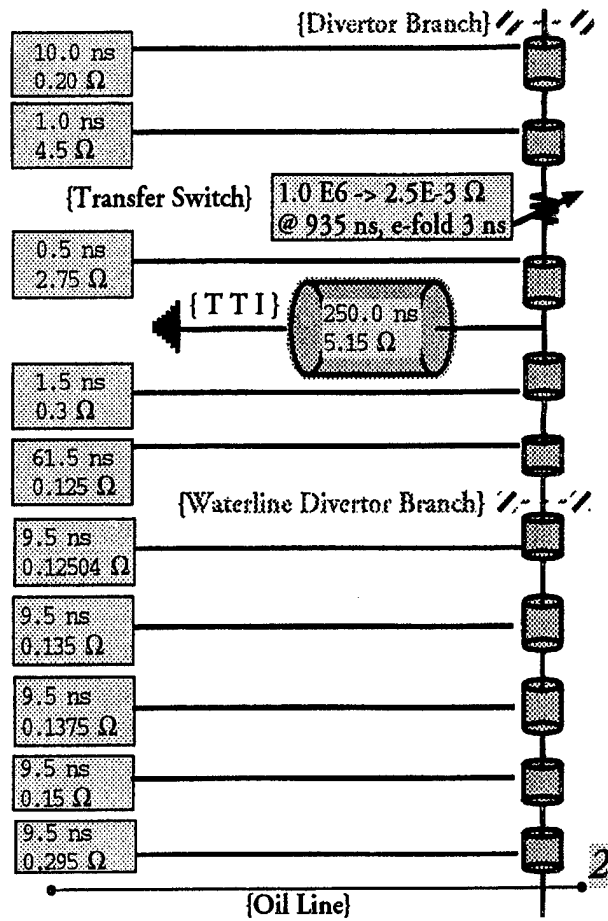 {Divertor Branch}
10.0 ns
0.20 Ω
1.0 ns
4.5 Ω
{Transfer Switch}
1.0 E6 -> 2.5E-3 Ω
@ 935 ns, e-fold 3 ns
0.5 ns
2.75 Ω
{TTI}
250.0 ns
5.15 Ω
1.5 ns
0.3 Ω
61.5 ns
0.125 Ω
{Waterline Divertor Branch}
9.5 ns
0.12504 Ω
9.5 ns
0.135 Ω
9.5 ns
0.1375 Ω
9.5 ns
0.15 Ω
9.5 ns
0.295 Ω
2
{Oil Line}